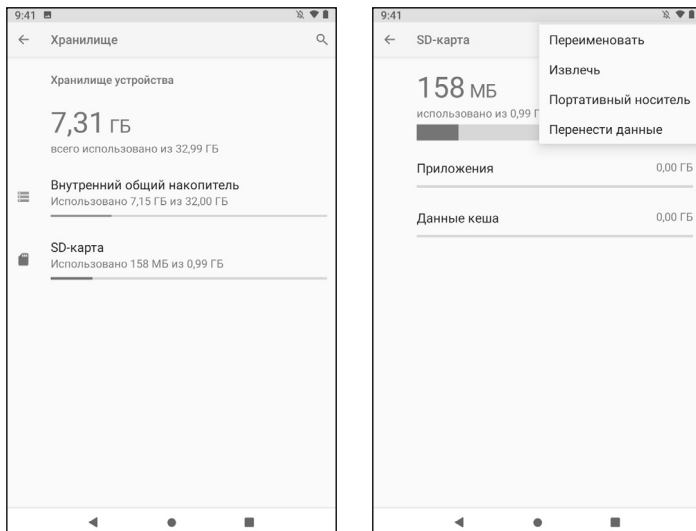 9:41
Хранилище
Хранилище устройства
7,31 ГБ
всего использовано из 32,99 ГБ
Внутренний общий накопитель
Использовано 7,15 ГБ из 32,00 ГБ
SD-карта
Использовано 158 МБ из 0,99 ГБ
9:41
SD-карта
Переименовать
Извлечь
Портативный носитель
Перенести данные
158 МБ
использовано из 0,99 Г
Приложения 0,00 ГБ
Данные кеша 0,00 ГБ